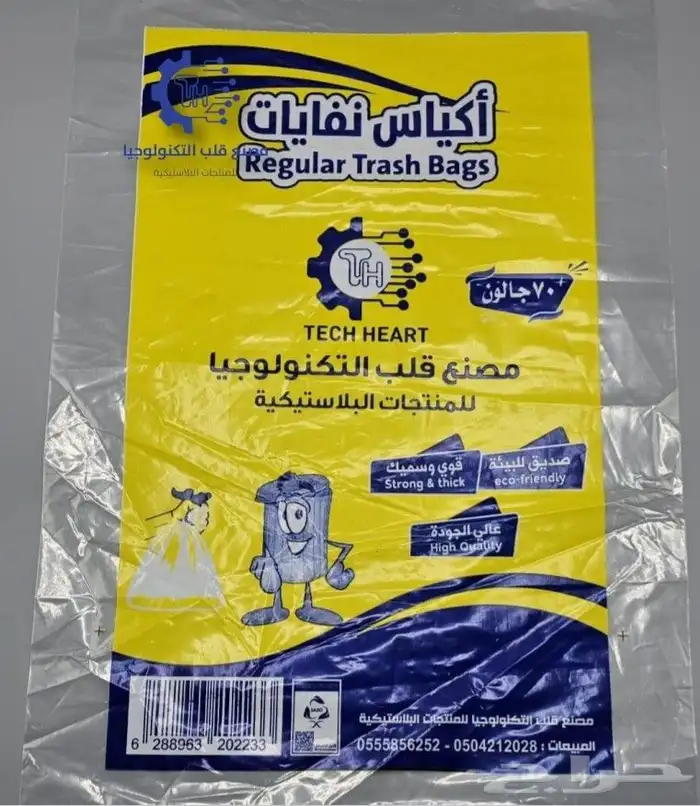 أكياس نفايات
Regular Trash Bags
TH
مصنع قلب التكنولوجيا
للمنتجات البلاستيكية
TH
٧٠ جالون
TECH HEART
مصنع قلب التكنولوجيا
للمنتجات البلاستيكية
صديق للبيئة
eco-friendly
قوي وسميك
Strong & thick
عالي الجودة
High Quality
مصنع قلب التكنولوجيا للمنتجات البلاستيكية
المبيعات : 0504212028 - 0555856252
6 288963 202233
SASO
حراج